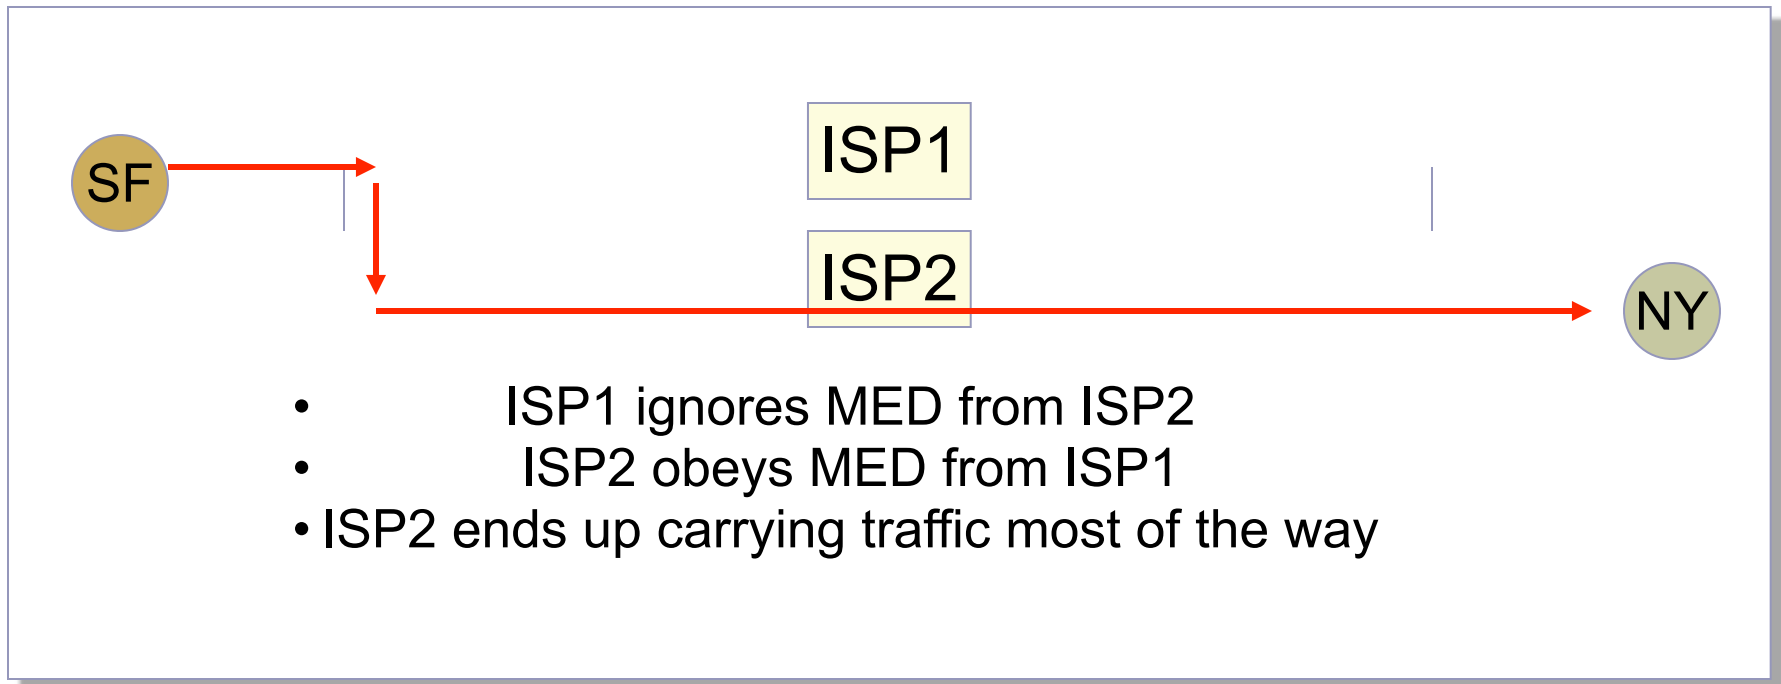 ISP1
SF
ISP2
NY
• ISP1 ignores MED from ISP2
• ISP2 obeys MED from ISP1
• ISP2 ends up carrying traffic most of the way